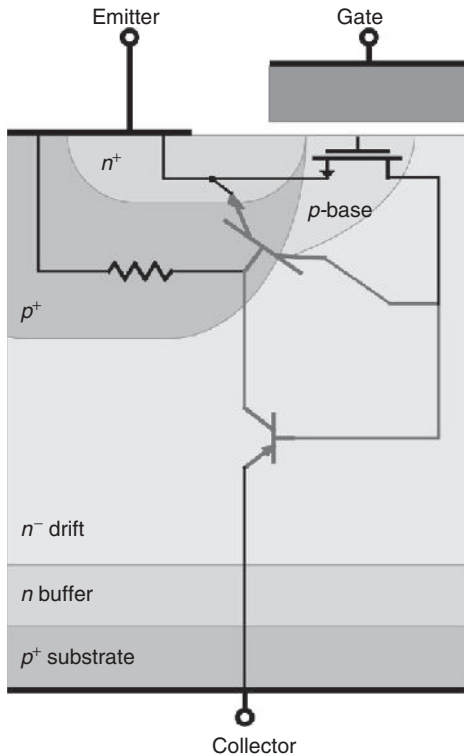 Emitter
Gate
n⁺
p-base
p⁺
n⁻ drift
n buffer
p⁺ substrate
Collector